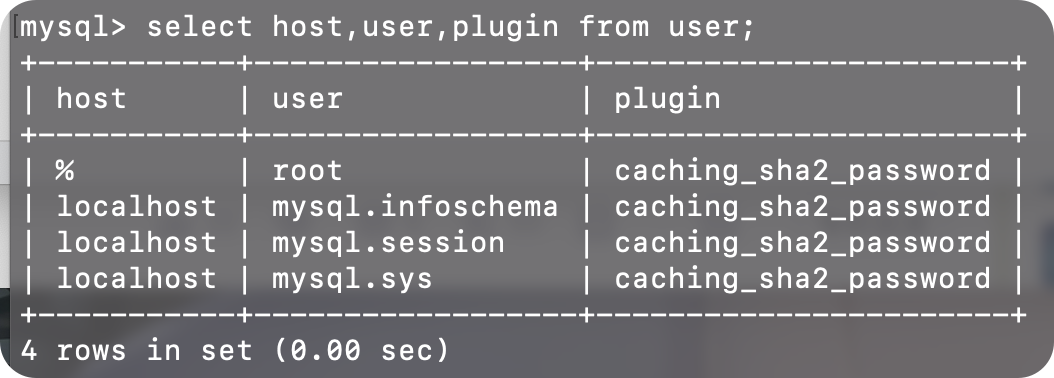 [mysql> select host,user,plugin from user;
+-----------+------------------+-----------------------+
| host      | user             | plugin                |
+-----------+------------------+-----------------------+
| %         | root             | caching_sha2_password |
| localhost | mysql.infoschema | caching_sha2_password |
| localhost | mysql.session    | caching_sha2_password |
| localhost | mysql.sys        | caching_sha2_password |
+-----------+------------------+-----------------------+
4 rows in set (0.00 sec)